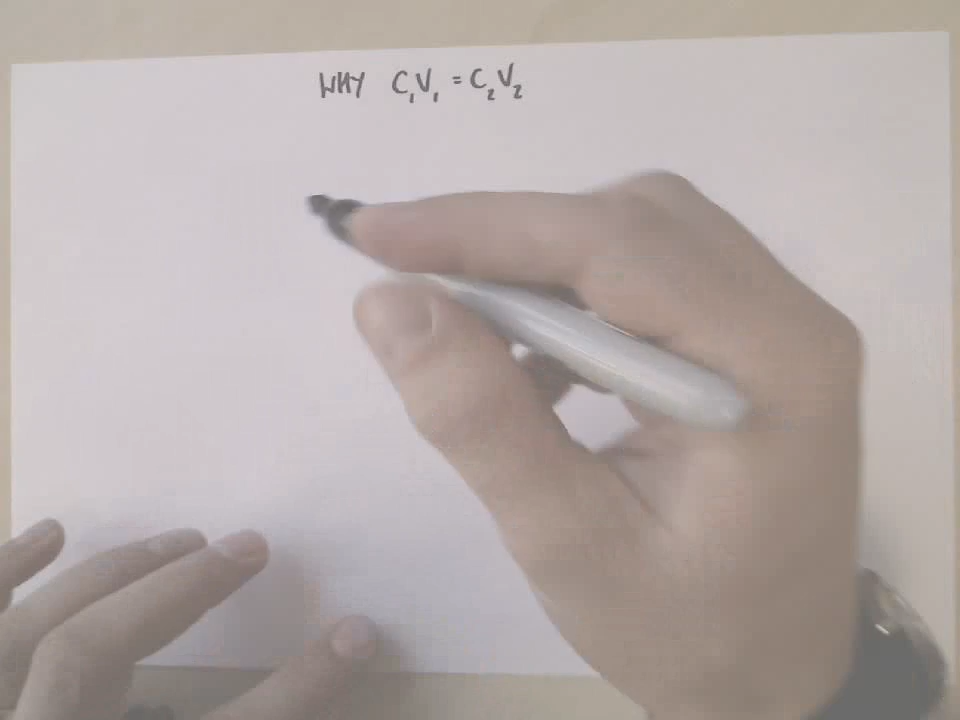 WHY C₁V₁ = C₂V₂